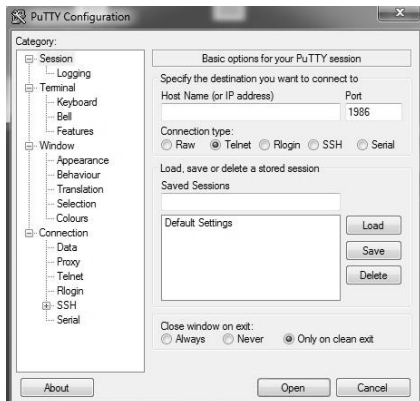 PuTTY Configuration
Category:
Session
Logging
Terminal
Keyboard
Bell
Features
Window
Appearance
Behaviour
Translation
Selection
Colours
Connection
Data
Proxy
Telnet
Rlogin
SSH
Serial
Basic options for your PuTTY session
Specify the destination you want to connect to
Host Name (or IP address) Port
1986
Connection type:
Raw Telnet Rlogin SSH Serial
Load, save or delete a stored session
Saved Sessions
Default Settings
Load
Save
Delete
Close window on exit:
Always Never Only on clean exit
About Open Cancel